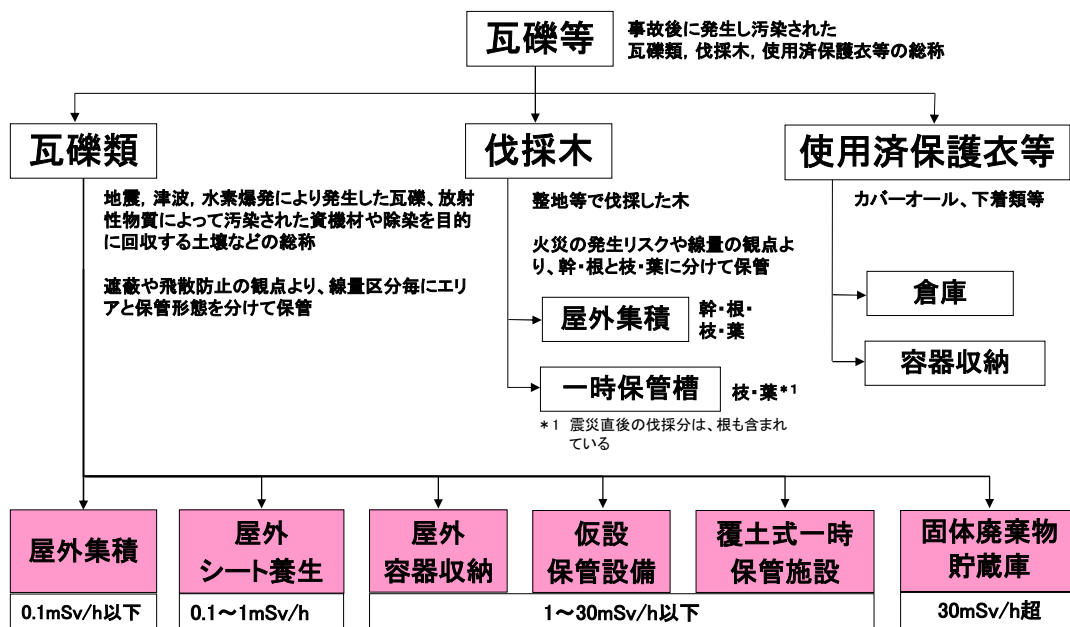 瓦礫等
事故後に発生し汚染された
瓦礫類，伐採木，使用済保護衣等の総称
瓦礫類
地震，津波，水素爆発により発生した瓦礫、放射
性物質によって汚染された資機材や除染を目的
に回収する土壌などの総称
遮蔽や飛散防止の観点より、線量区分毎にエリ
アと保管形態を分けて保管
伐採木
整地等で伐採した木
火災の発生リスクや線量の観点よ
り、幹・根と枝・葉に分けて保管
屋外集積
幹・根・
枝・葉
一時保管槽
枝・葉＊1
＊1 震災直後の伐採分は、根も含まれ
ている
使用済保護衣等
カバーオール、下着類等
倉庫
容器収納
屋外集積
0.1mSv/h以下
屋外
シート養生
0.1～1mSv/h
屋外
容器収納
仮設
保管設備
覆土式一時
保管施設
1～30mSv/h以下
固体廃棄物
貯蔵庫
30mSv/h超